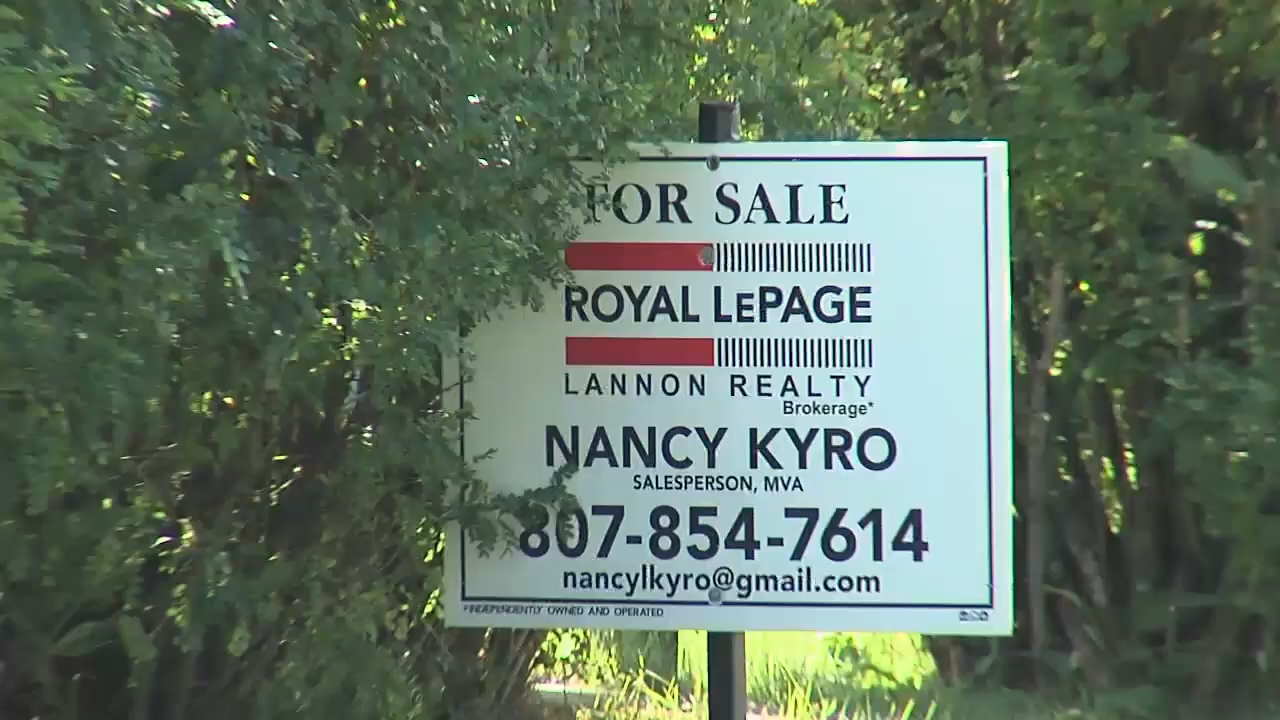 FOR SALE
ROYAL LEPAGE
LANNON REALTY
Brokerage*
NANCY KYRO
SALESPERSON, MVA
807-854-7614
nancylkyro@gmail.com
*INDEPENDENTLY OWNED AND OPERATED